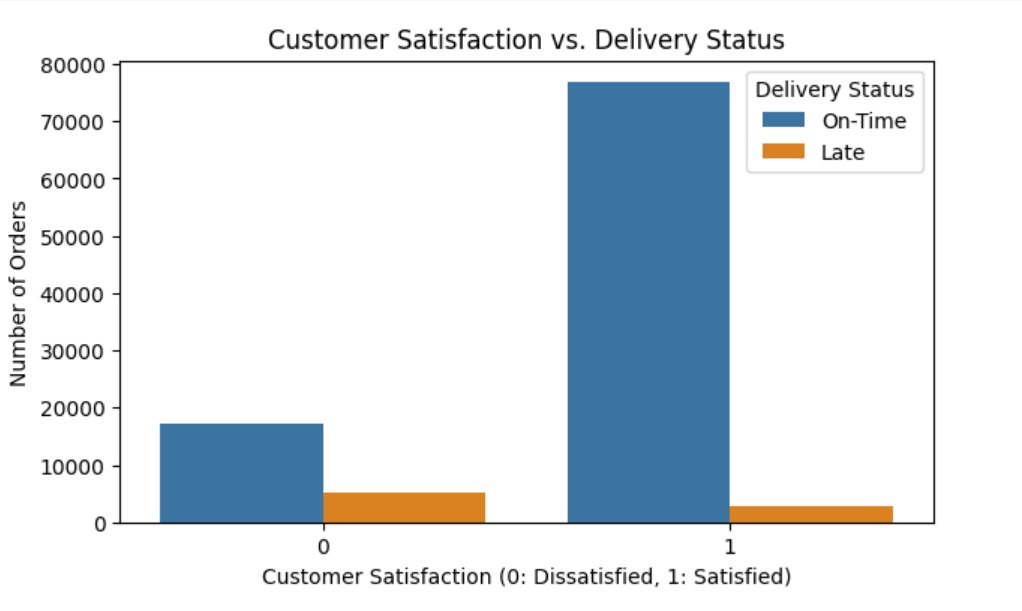 Customer Satisfaction vs. Delivery Status
80000
70000
60000
50000
40000
30000
20000
10000
0
Number of Orders
Delivery Status
On-Time
Late
0 1
Customer Satisfaction (0: Dissatisfied, 1: Satisfied)